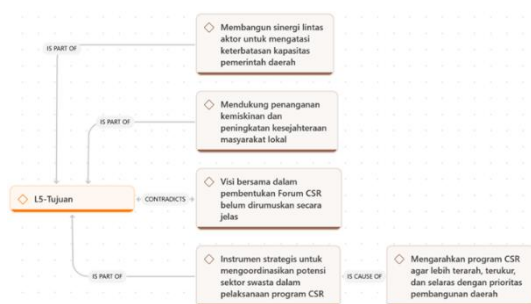 Membangun sinergi lintas
aktor untuk mengatasi
keterbatasan kapasitas
pemerintah daerah
IS PART OF
Mendukung penanganan
kemiskinan dan
peningkatan kesejahteraan
masyarakat lokal
IS PART OF
Visi bersama dalam
pembentukan Forum CSR
belum dirumuskan secara
jelas
L5-Tujuan
CONTRADICTS
Instrumen strategis untuk
mengoordinasikan potensi
sektor swasta dalam
pelaksanaan program CSR
IS PART OF
IS CAUSE OF
Mengarahkan program CSR
agar lebih terarah, terukur,
dan selaras dengan prioritas
pembangunan daerah